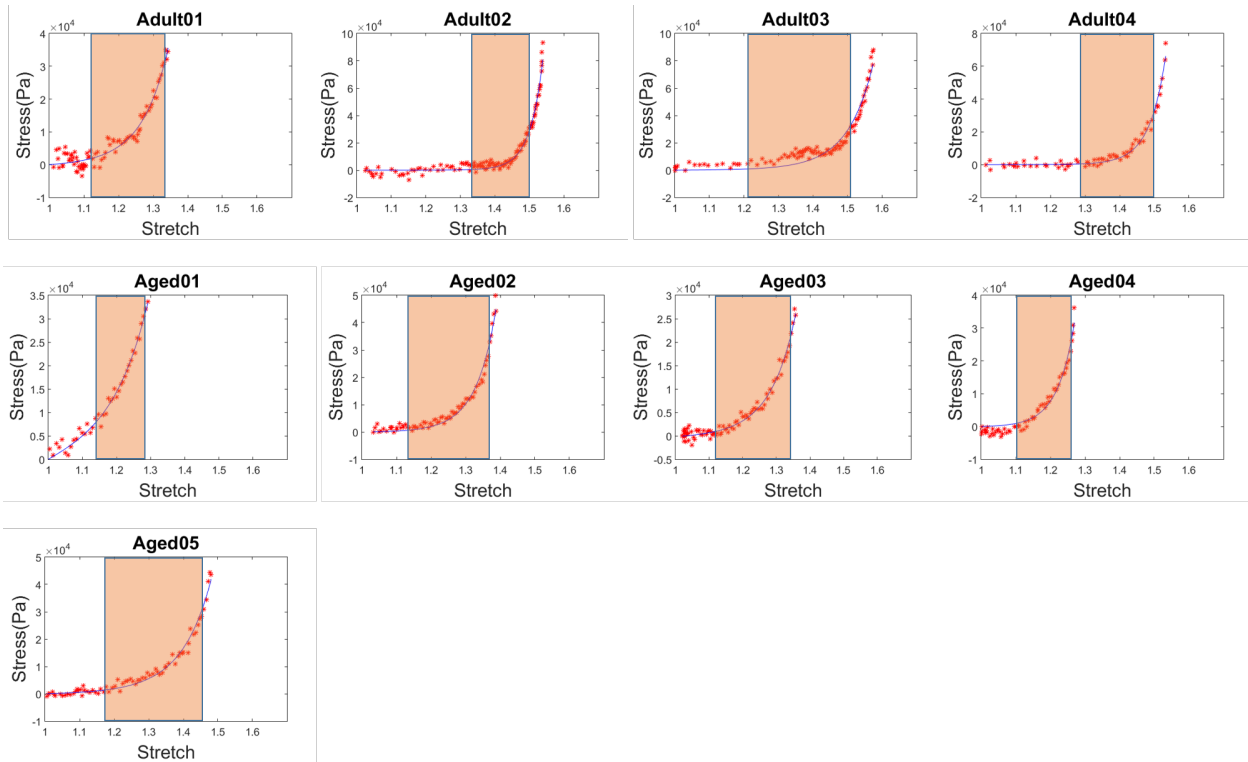 Adult01
×10⁴
4
3
2
1
0
-1
Stress(Pa)
1 1.1 1.2 1.3 1.4 1.5 1.6
Stretch
Adult02
×10⁴
10
8
6
4
2
0
-2
Stress(Pa)
1 1.1 1.2 1.3 1.4 1.5 1.6
Stretch
Adult03
×10⁴
10
8
6
4
2
0
-2
Stress(Pa)
1 1.1 1.2 1.3 1.4 1.5 1.6
Stretch
Adult04
×10⁴
8
6
4
2
0
-2
Stress(Pa)
1 1.1 1.2 1.3 1.4 1.5 1.6
Stretch
Aged01
×10⁴
3.5
3
2.5
2
1.5
1
0.5
0
Stress(Pa)
1 1.1 1.2 1.3 1.4 1.5 1.6
Stretch
Aged02
×10⁴
5
4
3
2
1
0
-1
Stress(Pa)
1 1.1 1.2 1.3 1.4 1.5 1.6
Stretch
Aged03
×10⁴
3
2.5
2
1.5
1
0.5
0
-0.5
Stress(Pa)
1 1.1 1.2 1.3 1.4 1.5 1.6
Stretch
Aged04
×10⁴
4
3
2
1
0
-1
Stress(Pa)
1 1.1 1.2 1.3 1.4 1.5 1.6
Stretch
Aged05
×10⁴
5
4
3
2
1
0
-1
Stress(Pa)
1 1.1 1.2 1.3 1.4 1.5 1.6
Stretch